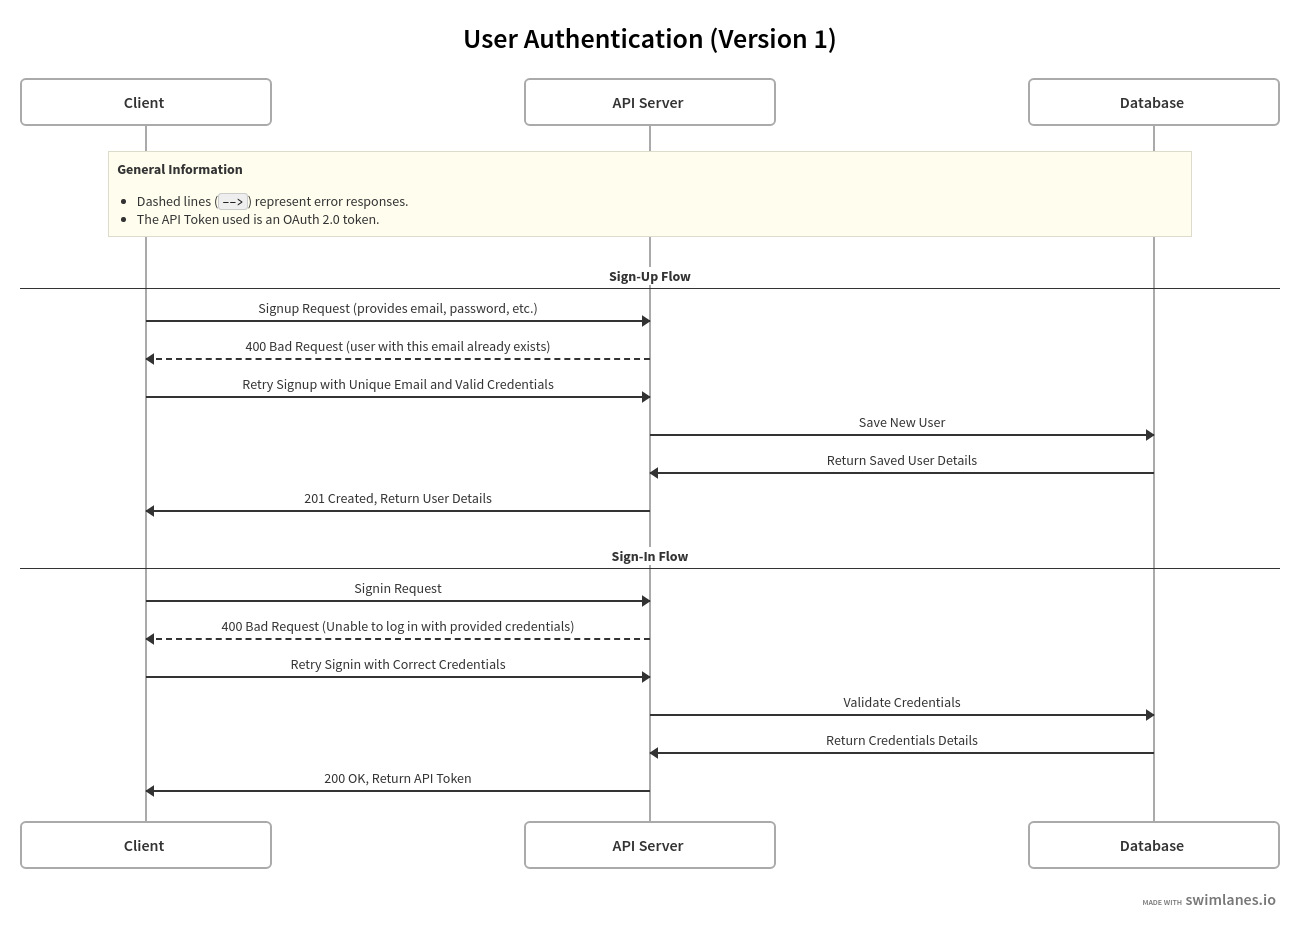 User Authentication (Version 1)
Client
API Server
Database
General Information
Dashed lines (-->) represent error responses.
The API Token used is an OAuth 2.0 token.
Sign-Up Flow
Signup Request (provides email, password, etc.)
400 Bad Request (user with this email already exists)
Retry Signup with Unique Email and Valid Credentials
Save New User
Return Saved User Details
201 Created, Return User Details
Sign-In Flow
Signin Request
400 Bad Request (Unable to log in with provided credentials)
Retry Signin with Correct Credentials
Validate Credentials
Return Credentials Details
200 OK, Return API Token
Client
API Server
Database
MADE WITH swimlanes.io